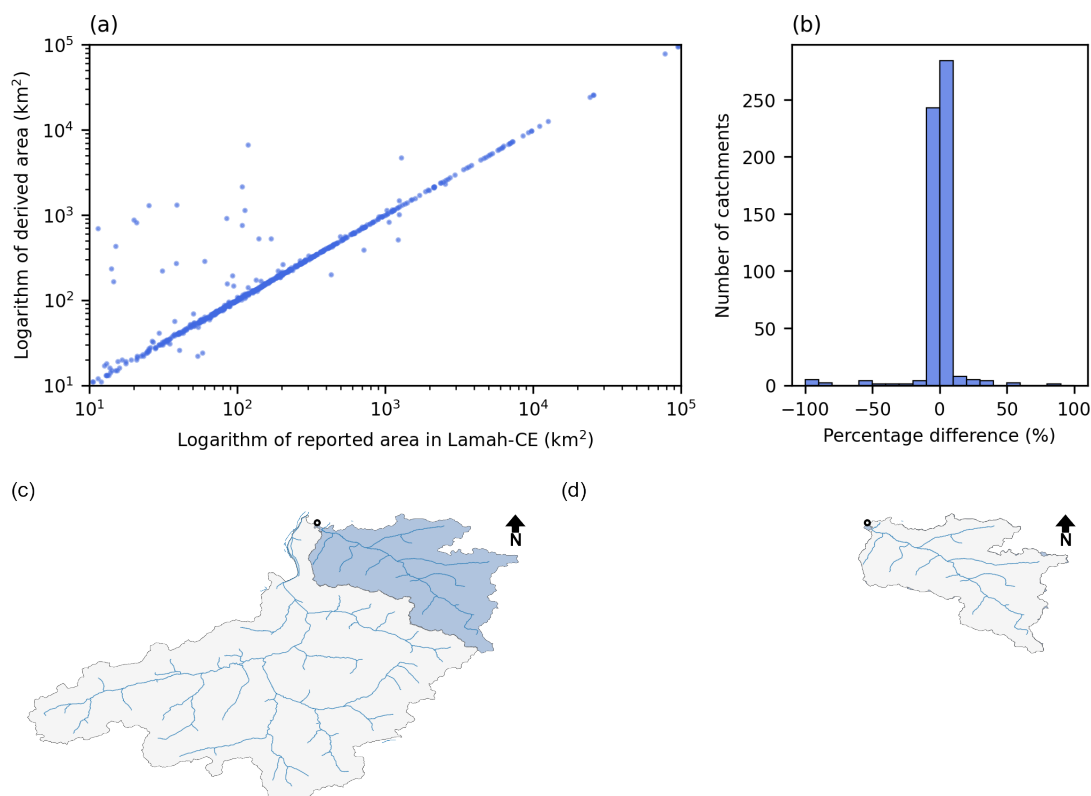 (a)
10^5
10^4
10^3
10^2
10^1
Logarithm of derived area (km^2)
10^1 10^2 10^3 10^4 10^5
Logarithm of reported area in Lamah-CE (km^2)
(b)
250
200
150
100
50
0
Number of catchments
−100 −50 0 50 100
Percentage difference (%)
(c)
N
(d)
N